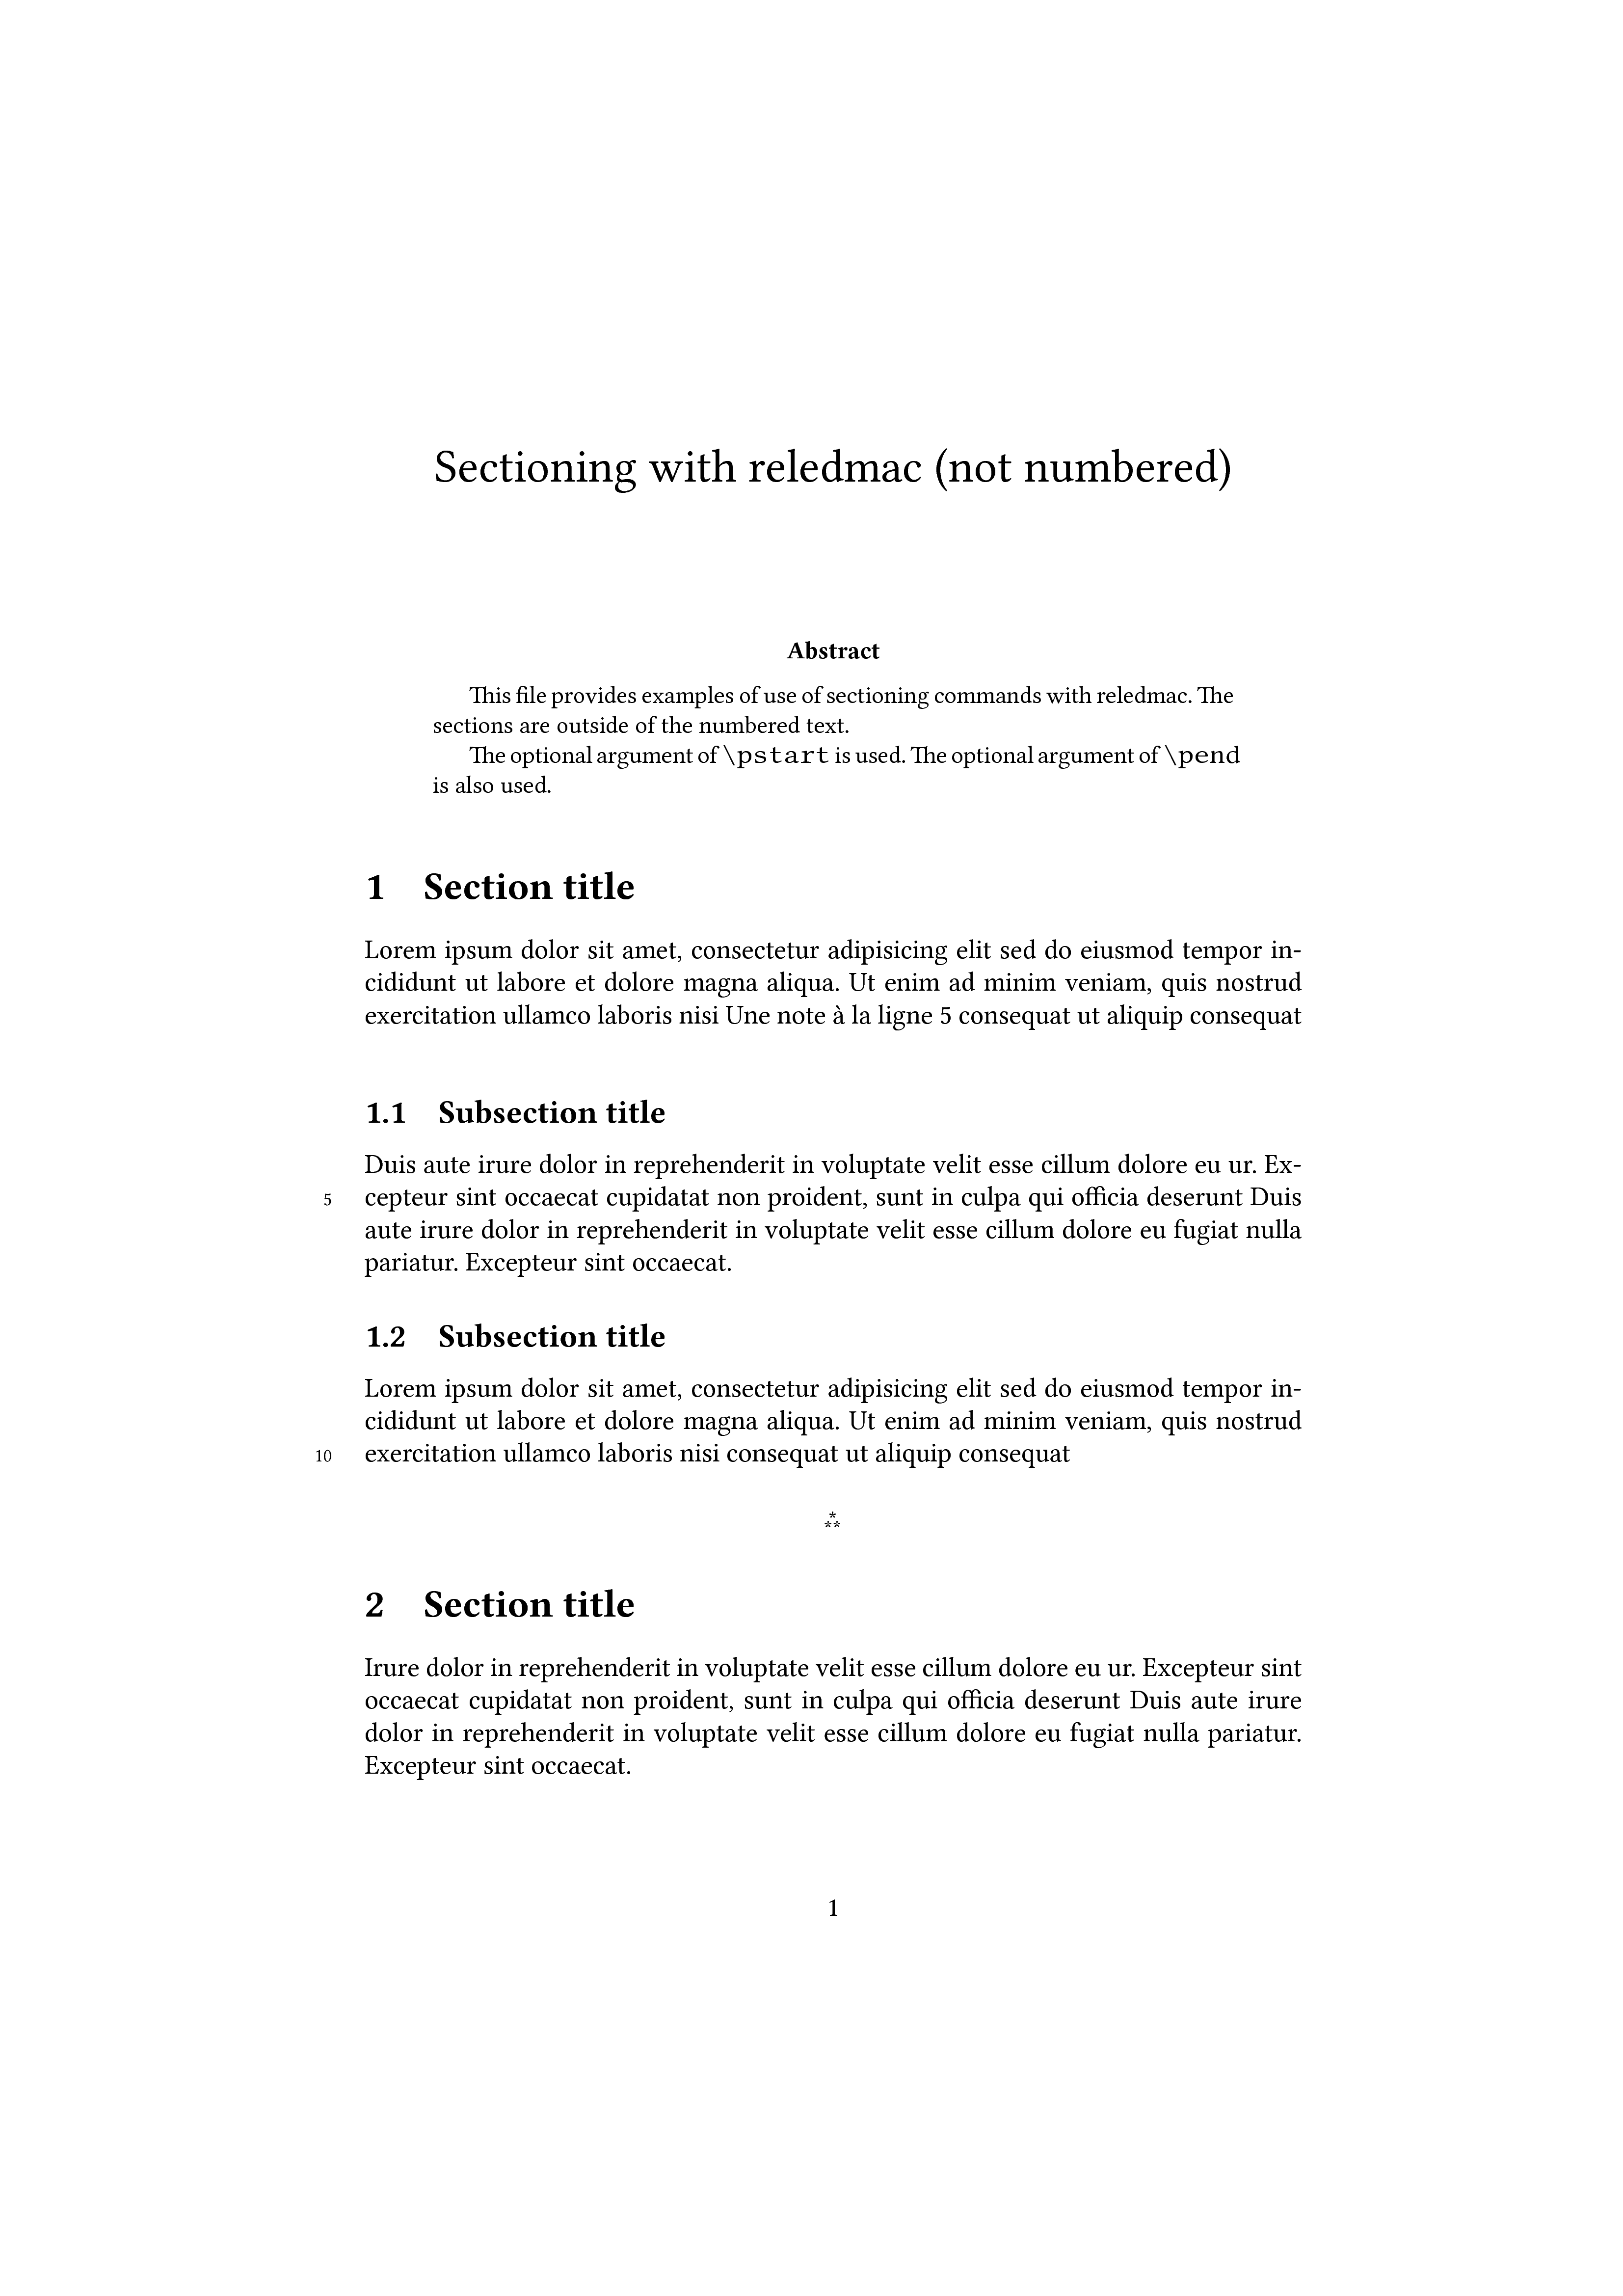 Sectioning with reledmac (not numbered)
Abstract
This file provides examples of use of sectioning commands with reledmac. The
sections are outside of the numbered text.
The optional argument of \pstart is used. The optional argument of \pend
is also used.
1 Section title
Lorem ipsum dolor sit amet, consectetur adipisicing elit sed do eiusmod tempor in-
cididunt ut labore et dolore magna aliqua. Ut enim ad minim veniam, quis nostrud
exercitation ullamco laboris nisi Une note à la ligne 5 consequat ut aliquip consequat
1.1 Subsection title
Duis aute irure dolor in reprehenderit in voluptate velit esse cillum dolore eu ur. Ex-
5 cepteur sint occaecat cupidatat non proident, sunt in culpa qui officia deserunt Duis
aute irure dolor in reprehenderit in voluptate velit esse cillum dolore eu fugiat nulla
pariatur. Excepteur sint occaecat.
1.2 Subsection title
Lorem ipsum dolor sit amet, consectetur adipisicing elit sed do eiusmod tempor in-
cididunt ut labore et dolore magna aliqua. Ut enim ad minim veniam, quis nostrud
10 exercitation ullamco laboris nisi consequat ut aliquip consequat
⁂
2 Section title
Irure dolor in reprehenderit in voluptate velit esse cillum dolore eu ur. Excepteur sint
occaecat cupidatat non proident, sunt in culpa qui officia deserunt Duis aute irure
dolor in reprehenderit in voluptate velit esse cillum dolore eu fugiat nulla pariatur.
Excepteur sint occaecat.
1